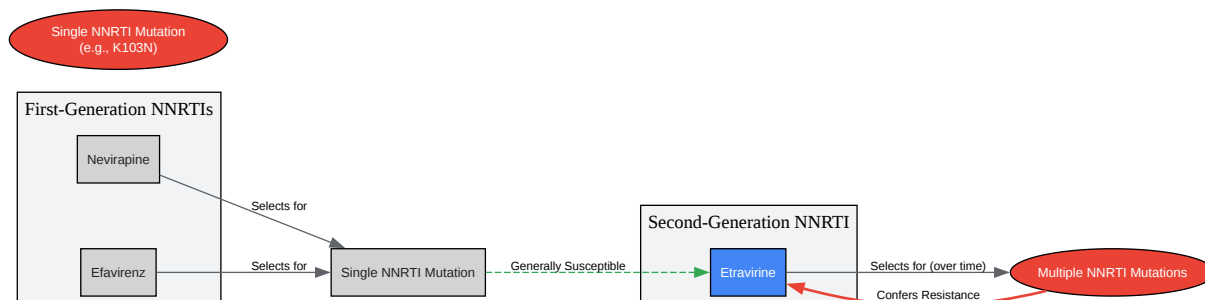 Single NNRTI Mutation
(e.g., K103N)
First-Generation NNRTIs
Nevirapine
Selects for
Second-Generation NNRTI
Efavirenz
Selects for
Single NNRTI Mutation
Generally Susceptible
Etravirine
Selects for (over time)
Multiple NNRTI Mutations
Confers Resistance